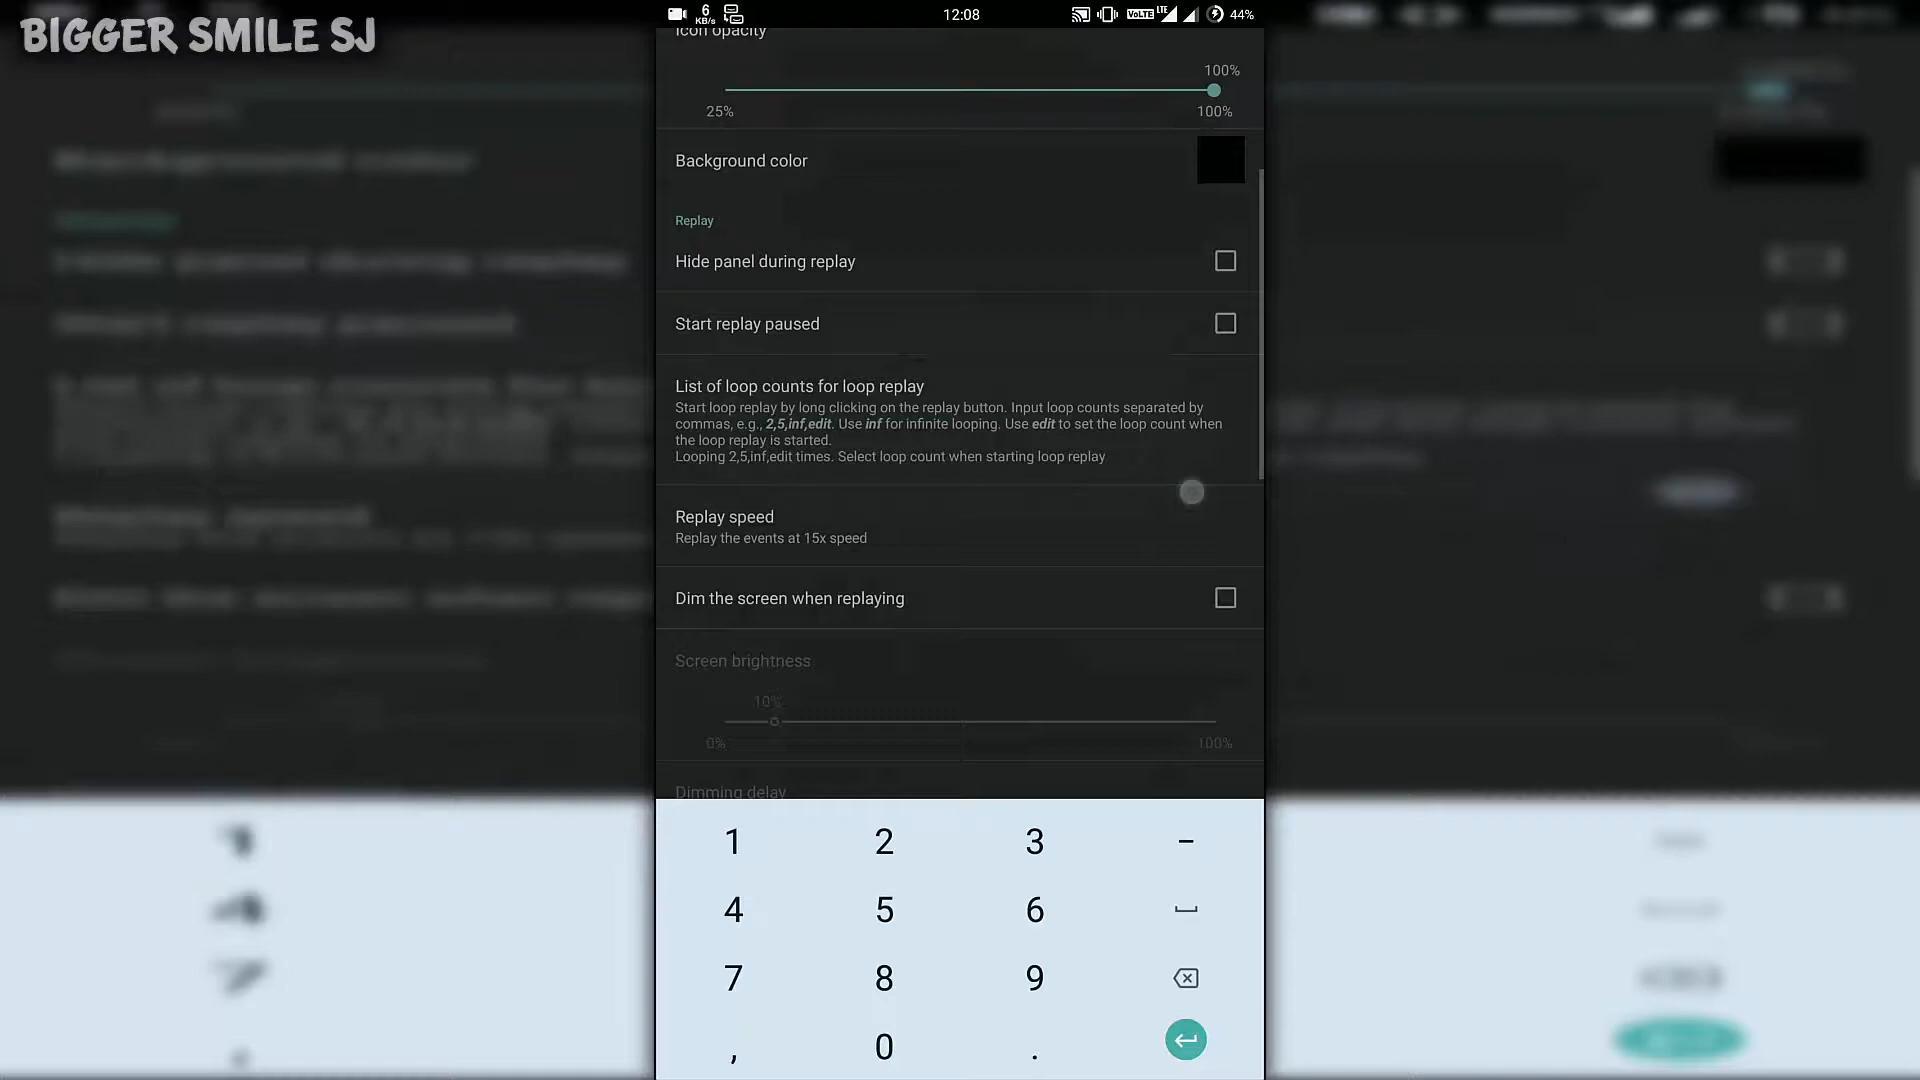 BIGGER SMILE SJ
6
KB/s
12:08
VoLTE LTE
44%
Icon opacity
100%
25%
100%
Background color
Replay
Hide panel during replay
Start replay paused
List of loop counts for loop replay
Start loop replay by long clicking on the replay button. Input loop counts separated by
commas, e.g., 2,5,inf,edit. Use inf for infinite looping. Use edit to set the loop count when
the loop replay is started.
Looping 2,5,inf,edit times. Select loop count when starting loop replay
Replay speed
Replay the events at 15x speed
Dim the screen when replaying
Screen brightness
10%
0%
100%
Dimming delay
1 2 3 -
4 5 6
7 8 9
, 0 .